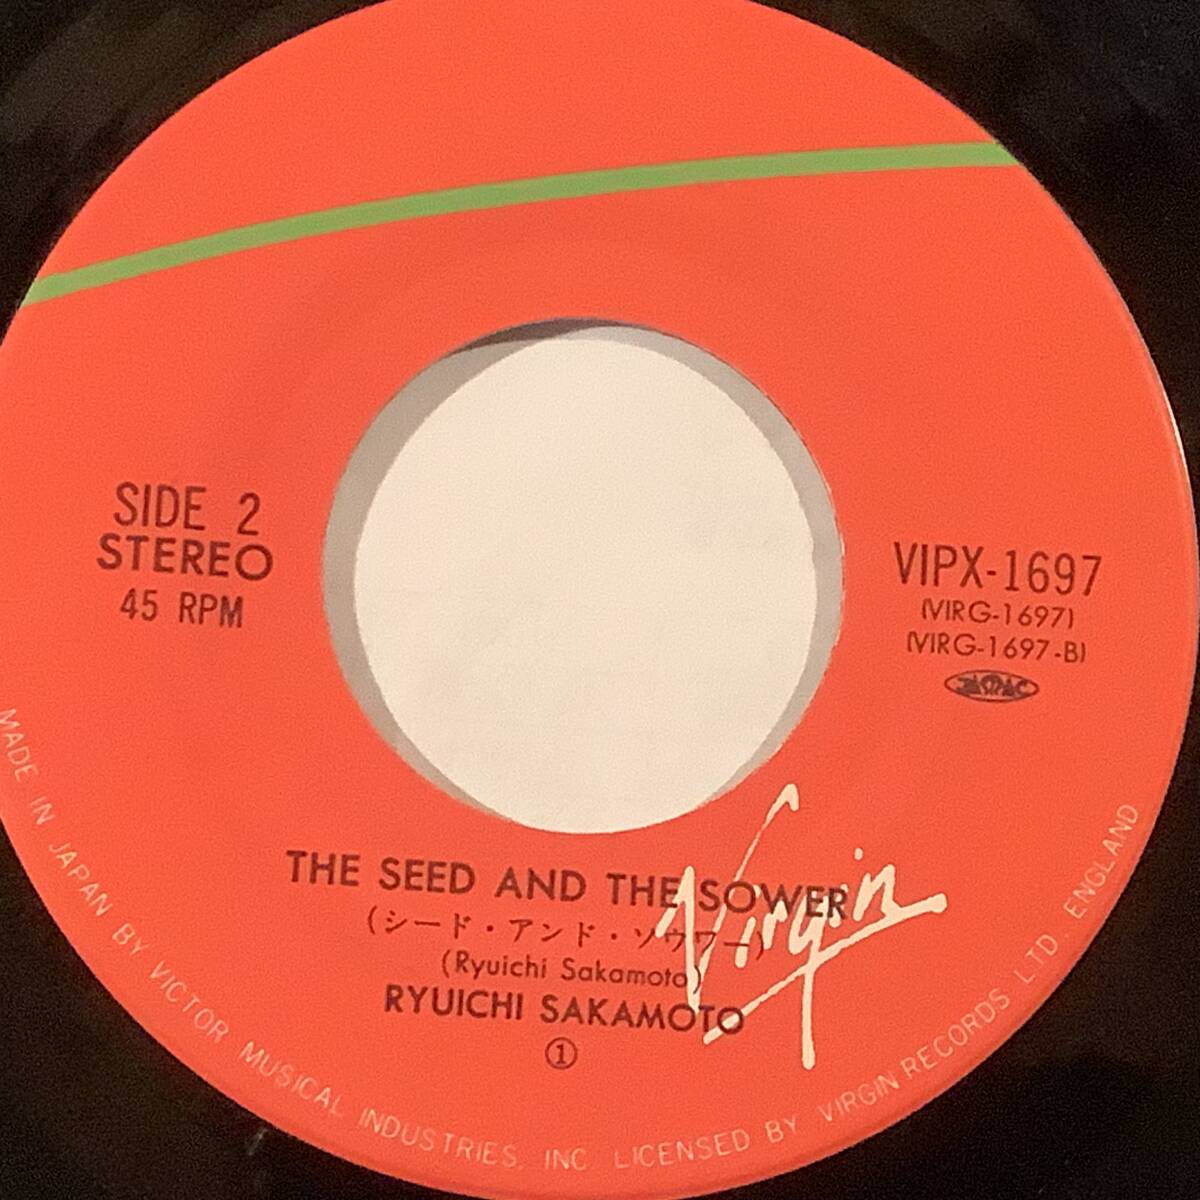 SIDE 2
STEREO
45 RPM
VIPX-1697
(VIRG-1697)
(VIRG-1697-B)
JASRAC
THE SEED AND THE SOWER
(シード・アンド・ソウワー)
(Ryuichi Sakamoto)
RYUICHI SAKAMOTO
①
Virgin
MADE IN JAPAN BY VICTOR MUSICAL INDUSTRIES, INC. LICENSED BY VIRGIN RECORDS LTD. ENGLAND